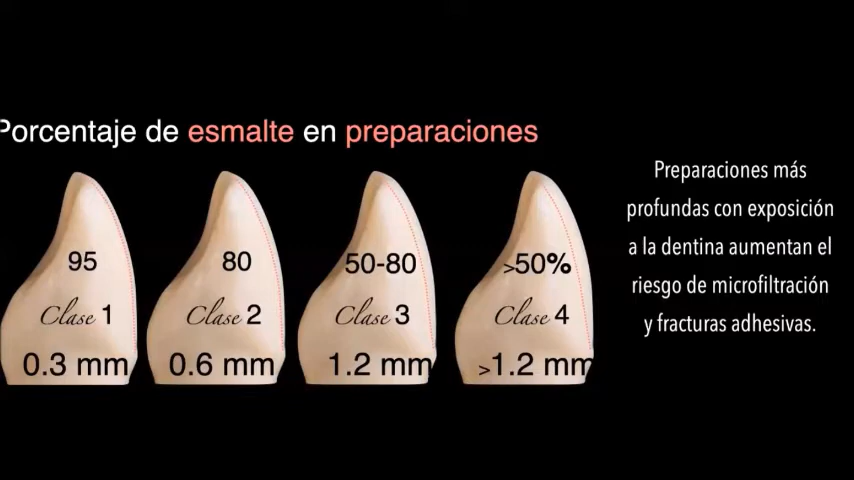 Porcentaje de esmalte en preparaciones
95
Clase 1
0.3 mm
80
Clase 2
0.6 mm
50-80
Clase 3
1.2 mm
>50%
Clase 4
>1.2 mm
Preparaciones más
profundas con exposición
a la dentina aumentan el
riesgo de microfiltración
y fracturas adhesivas.